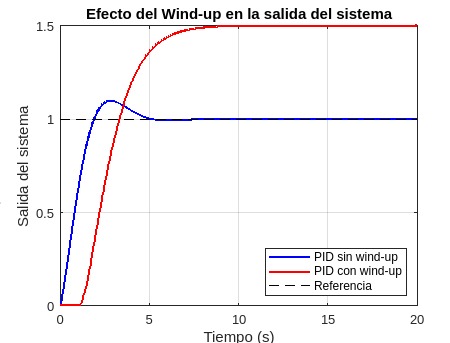 Efecto del Wind-up en la salida del sistema
1.5
1
0.5
0
Salida del sistema
PID sin wind-up
PID con wind-up
Referencia
0 5 10 15 20
Tiempo (s)